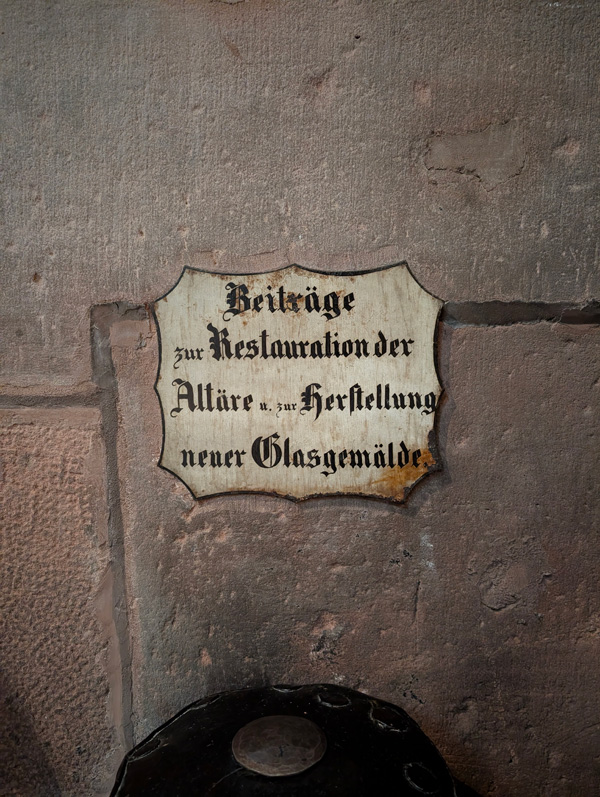 Beiträge
zur Restauration der
Altäre u. zur Herſtellung
neuer Glasgemälde.